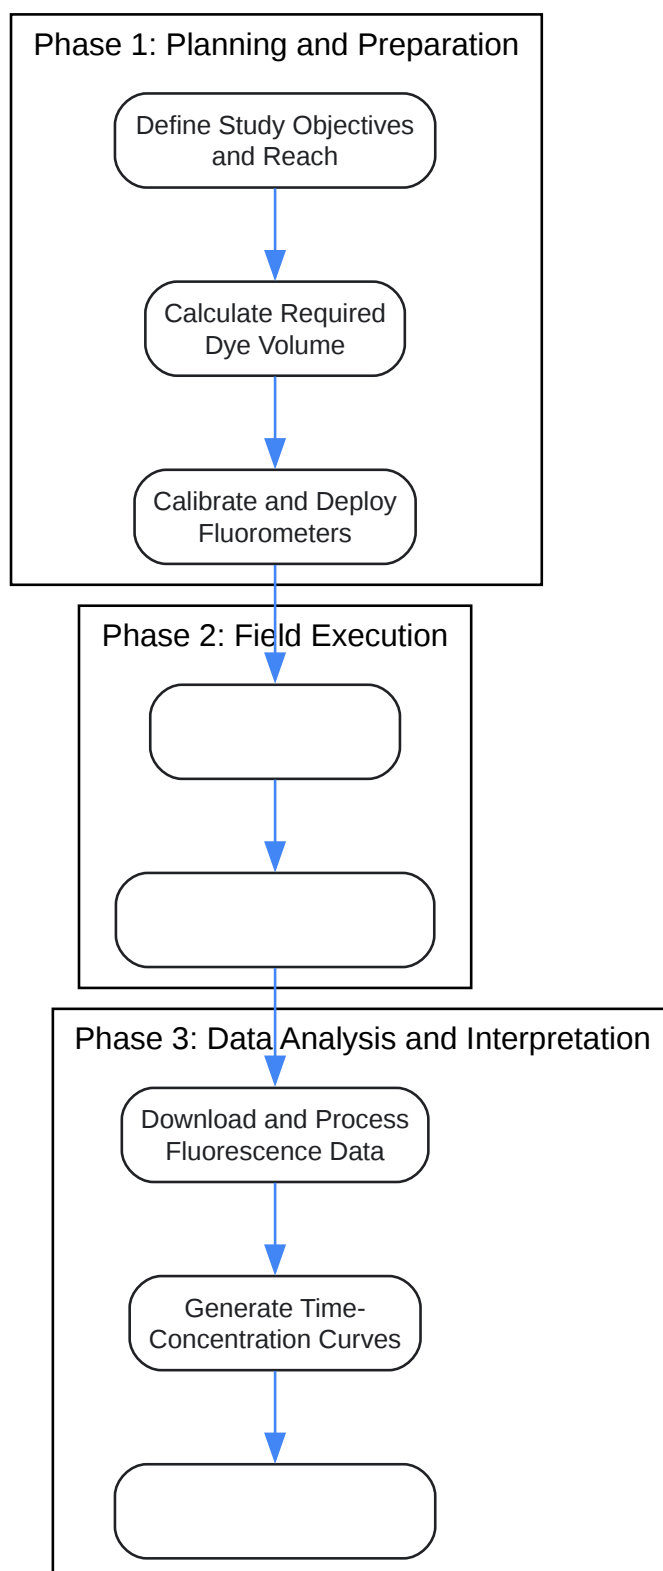 Phase 1: Planning and Preparation
Define Study Objectives
and Reach
Calculate Required
Dye Volume
Calibrate and Deploy
Fluorometers
Phase 2: Field Execution
Phase 3: Data Analysis and Interpretation
Download and Process
Fluorescence Data
Generate Time-
Concentration Curves